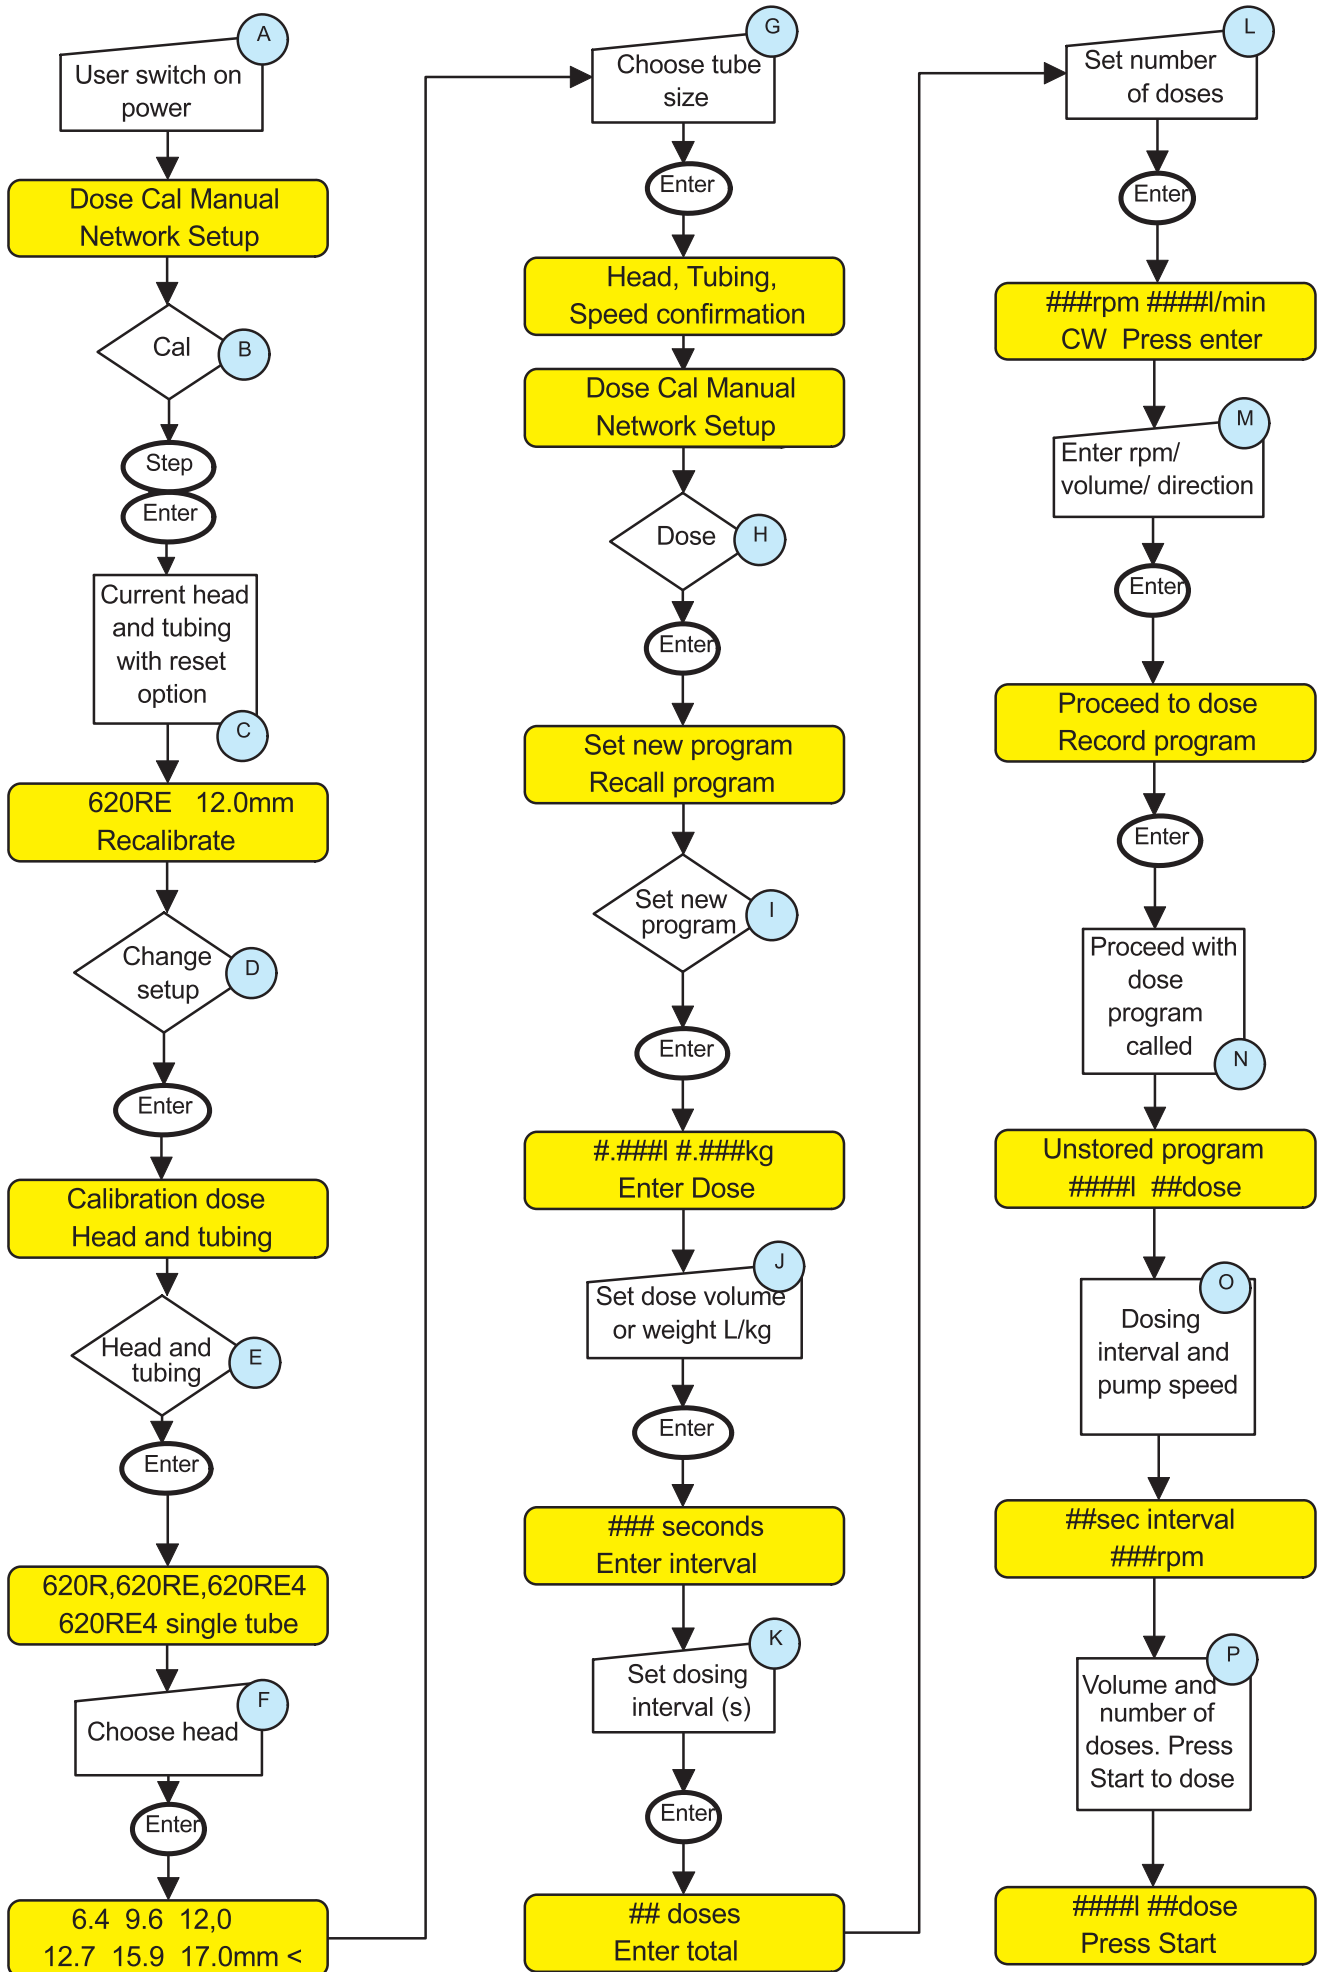 A
User switch on
power
Dose Cal Manual
Network Setup
Cal
B
Step
Enter
Current head
and tubing
with reset
option
C
620RE 12.0mm
Recalibrate
Change
setup
D
Enter
Calibration dose
Head and tubing
Head and
tubing
E
Enter
620R,620RE,620RE4
620RE4 single tube
F
Choose head
Enter
6.4 9.6 12,0
12.7 15.9 17.0mm <
G
Choose tube
size
Enter
Head, Tubing,
Speed confirmation
Dose Cal Manual
Network Setup
Dose
H
Enter
Set new program
Recall program
Set new
program
I
Enter
#.###l #.###kg
Enter Dose
J
Set dose volume
or weight L/kg
Enter
### seconds
Enter interval
K
Set dosing
interval (s)
Enter
## doses
Enter total
L
Set number
of doses
Enter
###rpm ####l/min
CW Press enter
M
Enter rpm/
volume/ direction
Enter
Proceed to dose
Record program
Enter
Proceed with
dose
program
called
N
Unstored program
####l ##dose
O
Dosing
interval and
pump speed
##sec interval
###rpm
P
Volume and
number of
doses. Press
Start to dose
####l ##dose
Press Start